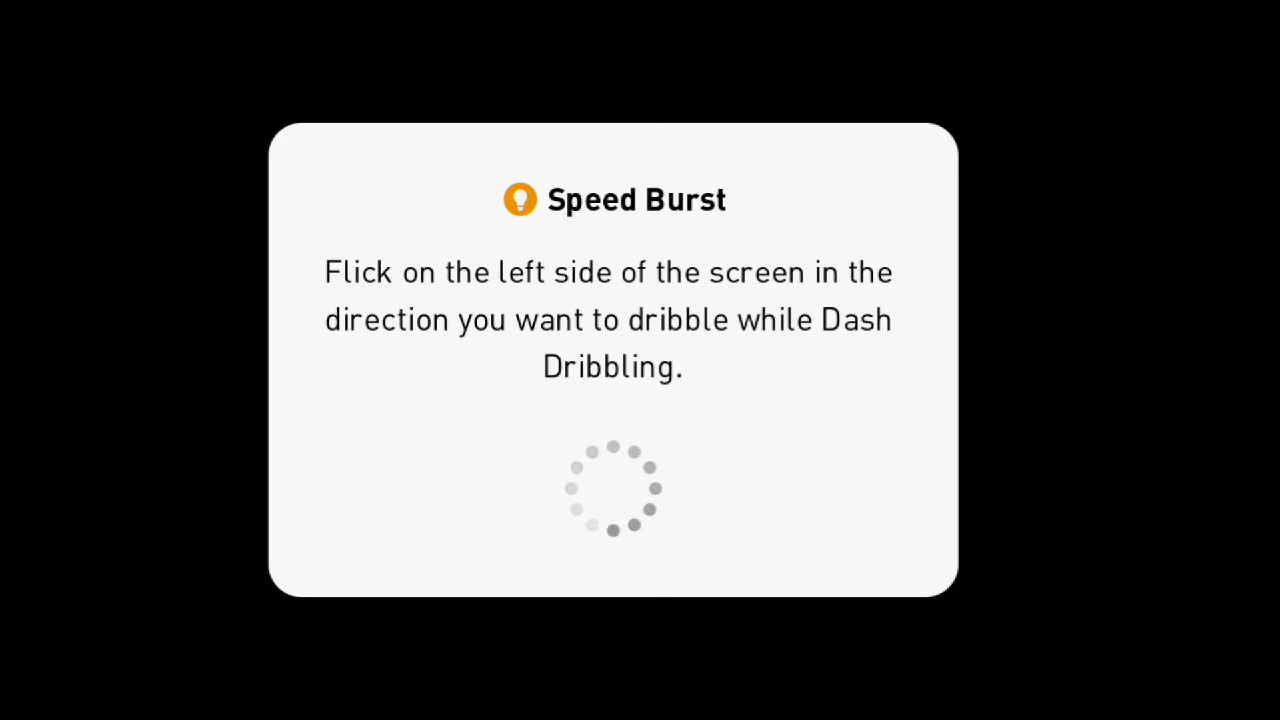 Speed Burst
Flick on the left side of the screen in the
direction you want to dribble while Dash
Dribbling.